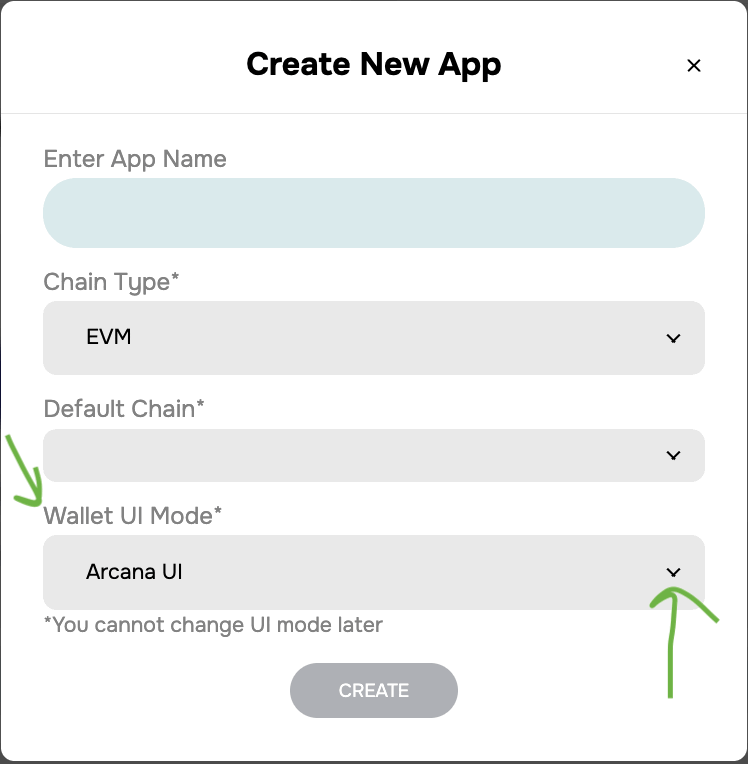 Create New App
Enter App Name
Chain Type*
EVM
Default Chain*
Wallet UI Mode*
Arcana UI
*You cannot change UI mode later
CREATE